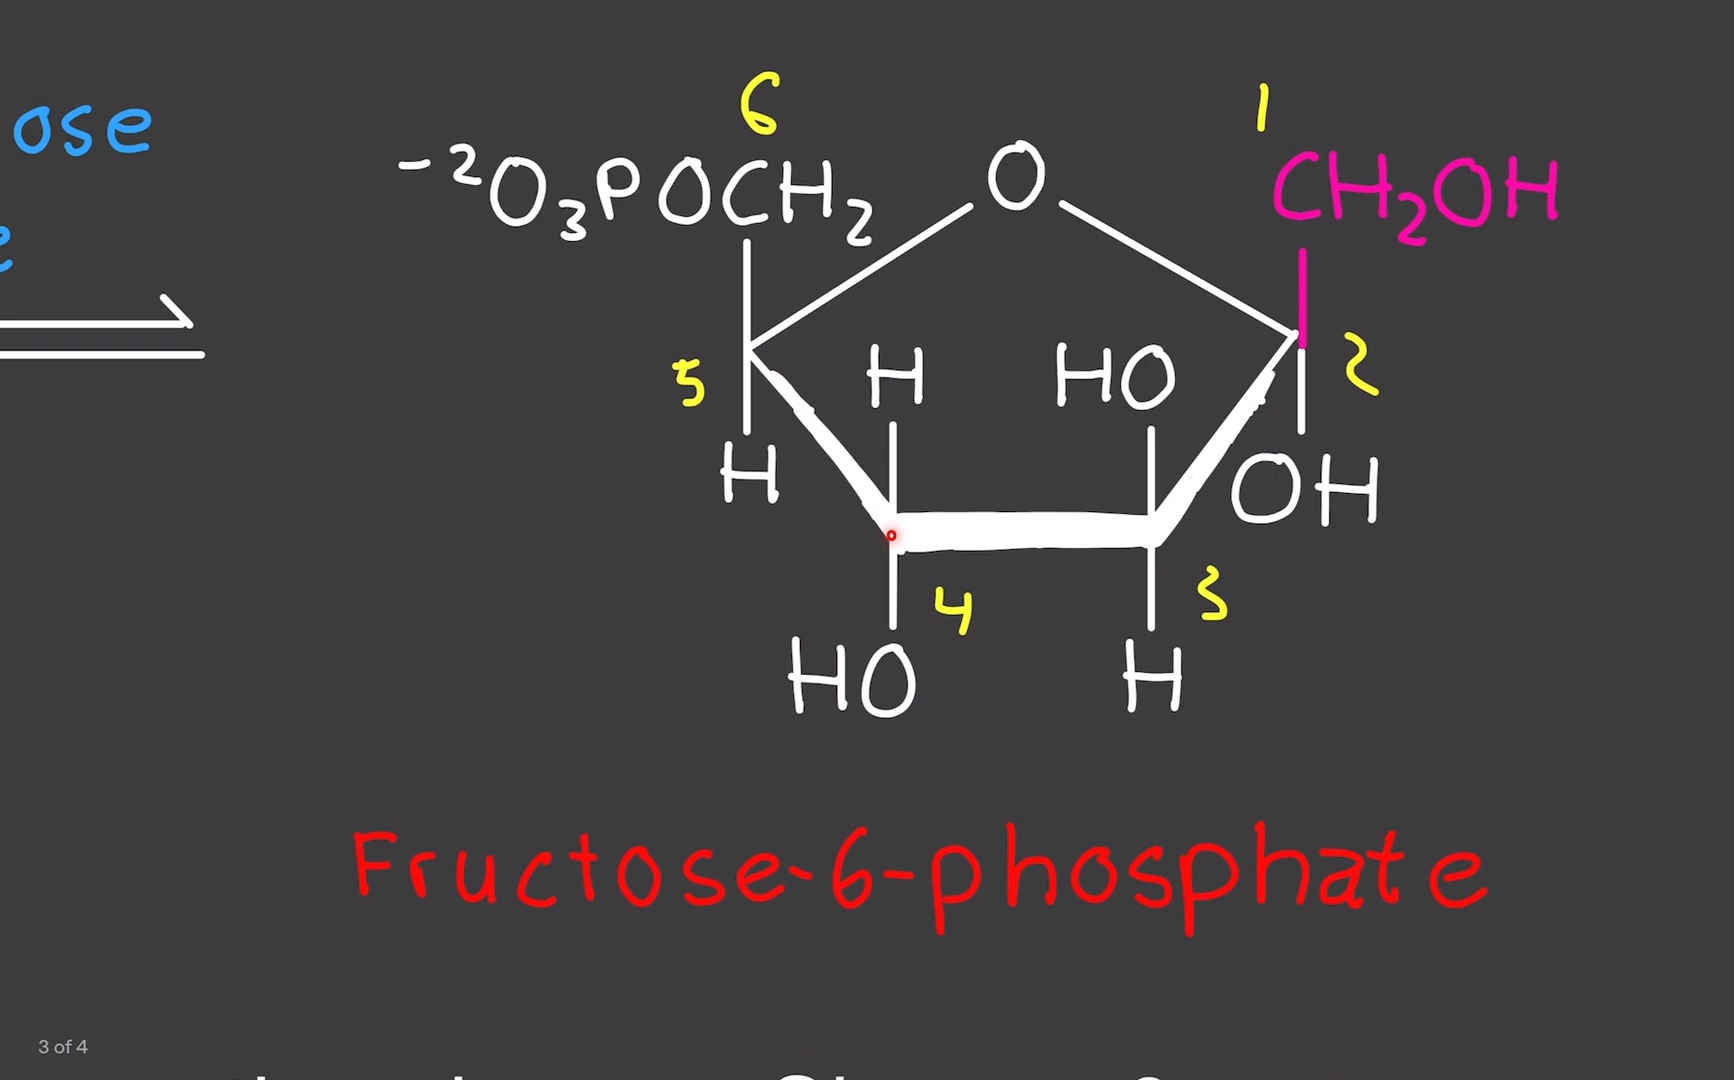 6 1
ose
⁻²O₃POCH₂ O CH₂OH
e
5 H HO 2
H OH
4 3
HO H
Fructose-6-phosphate
3 of 4